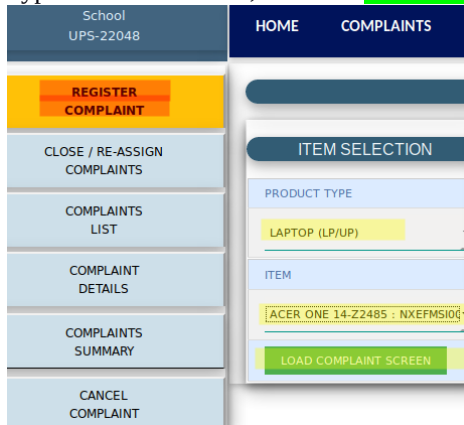 School
UPS-22048
HOME COMPLAINTS
REGISTER
COMPLAINT
CLOSE / RE-ASSIGN
COMPLAINTS
COMPLAINTS
LIST
COMPLAINT
DETAILS
COMPLAINTS
SUMMARY
CANCEL
COMPLAINT
ITEM SELECTION
PRODUCT TYPE
LAPTOP (LP/UP)
ITEM
ACER ONE 14-Z2485 : NXEFMSI00
LOAD COMPLAINT SCREEN